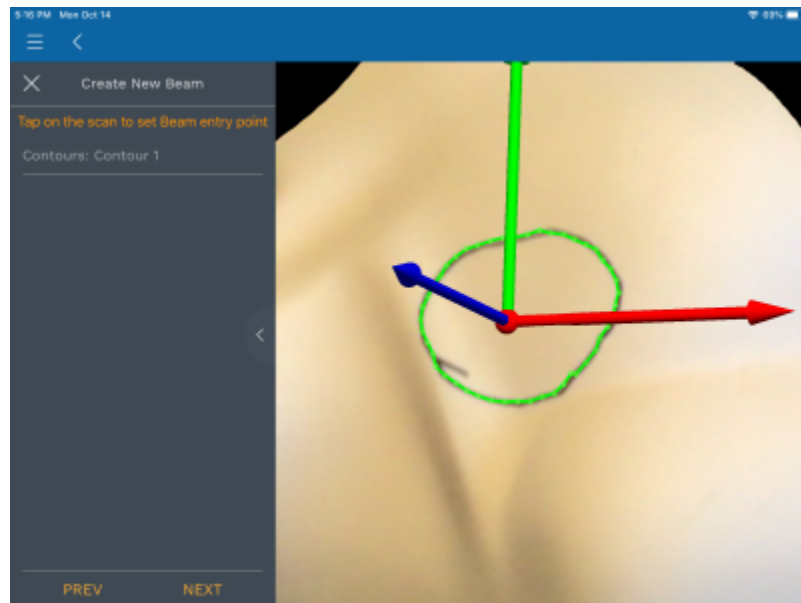 5:16 PM Mon Oct 14
69%
Create New Beam
Tap on the scan to set Beam entry point
Contours: Contour 1
PREV NEXT